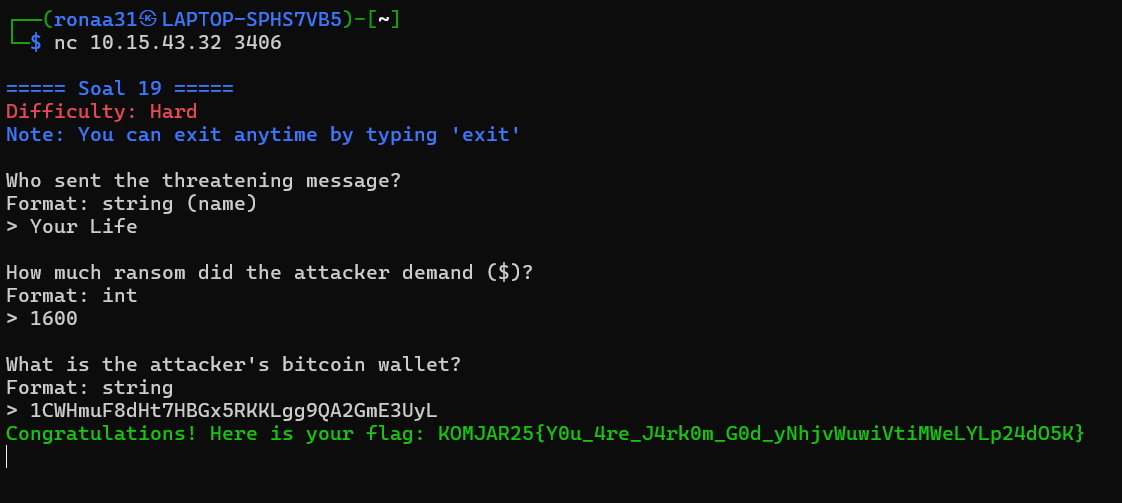 (ronaa31㉿LAPTOP-SPHS7VB5)-[~]
$ nc 10.15.43.32 3406
===== Soal 19 =====
Difficulty: Hard
Note: You can exit anytime by typing 'exit'
Who sent the threatening message?
Format: string (name)
> Your Life
How much ransom did the attacker demand ($)?
Format: int
> 1600
What is the attacker's bitcoin wallet?
Format: string
> 1CWHmuF8dHt7HBGx5RKKLgg9QA2GmE3UyL
Congratulations! Here is your flag: KOMJAR25{Y0u_4re_J4rk0m_G0d_yNhjvWuwiVtiMWeLYLp24dO5K}